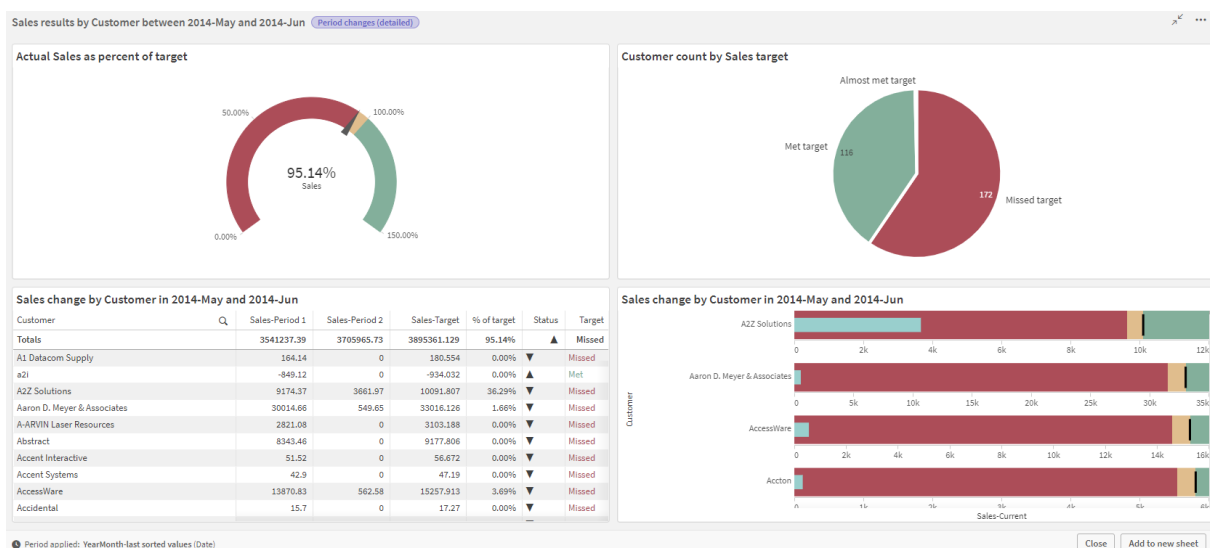 Sales results by Customer between 2014-May and 2014-Jun Period changes (detailed)
Actual Sales as percent of target
50.00% 100.00%
95.14%
Sales
0.00% 150.00%
Customer count by Sales target
Almost met target
Met target
116
172
Missed target
Sales change by Customer in 2014-May and 2014-Jun
Customer Sales-Period 1 Sales-Period 2 Sales-Target % of target Status Target
Totals 3541237.39 3705965.73 3895361.129 95.14% ▲ Missed
A1 Datacom Supply 164.14 0 180.554 0.00% ▼ Missed
a2i -849.12 0 -934.032 0.00% ▲ Met
A2Z Solutions 9174.37 3661.97 10091.807 36.29% ▼ Missed
Aaron D. Meyer & Associates 30014.66 549.65 33016.126 1.66% ▼ Missed
A-ARVIN Laser Resources 2821.08 0 3103.188 0.00% ▼ Missed
Abstract 8343.46 0 9177.806 0.00% ▼ Missed
Accent Interactive 51.52 0 56.672 0.00% ▼ Missed
Accent Systems 42.9 0 47.19 0.00% ▼ Missed
AccessWare 13870.83 562.58 15257.913 3.69% ▼ Missed
Accidental 15.7 0 17.27 0.00% ▼ Missed
Sales change by Customer in 2014-May and 2014-Jun
Customer
A2Z Solutions
0 2k 4k 6k 8k 10k 12k
Aaron D. Meyer & Associates
0 5k 10k 15k 20k 25k 30k 35k
AccessWare
0 2k 4k 6k 8k 10k 12k 14k 16k
Accton
0 1k 2k 3k 4k 5k 6k
Sales-Current
Period applied: YearMonth-last sorted values (Date)
Close Add to new sheet